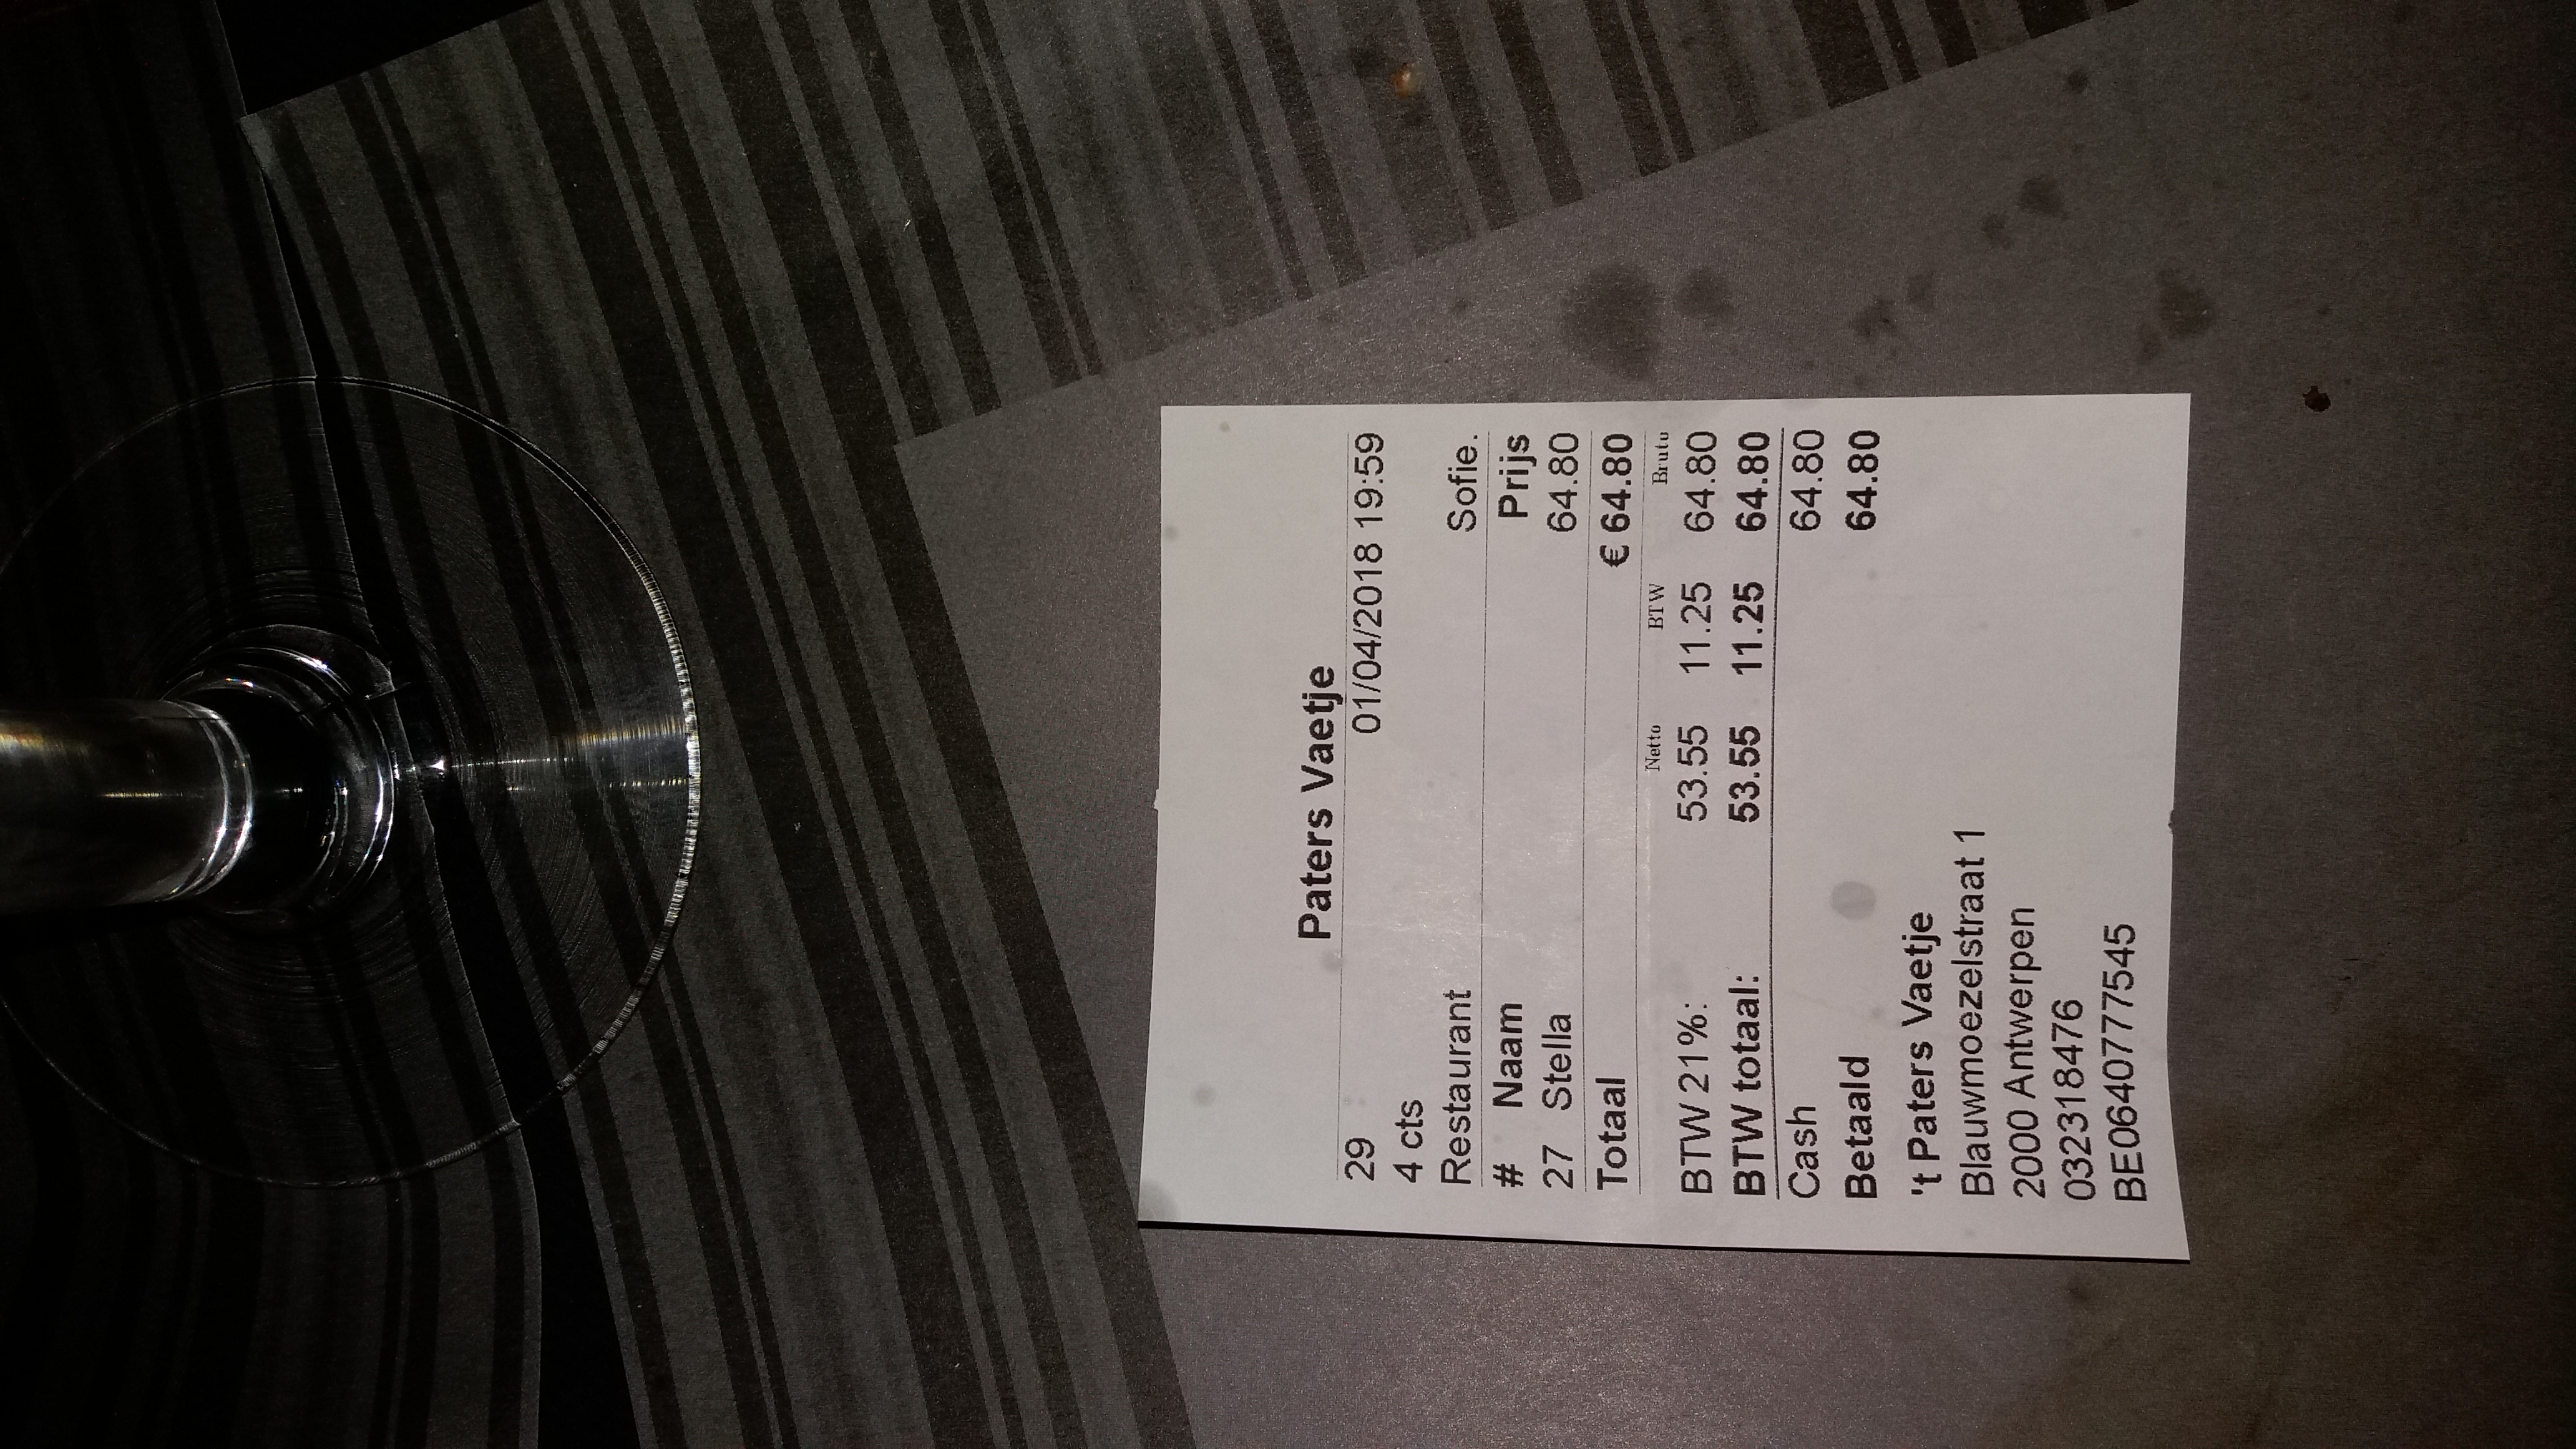 Paters Vaetje
29 01/04/2018 19:59
4 cts
Restaurant Sofie.
# Naam Prijs
27 Stella 64.80
Totaal € 64.80
Netto BTW Bruto
BTW 21%: 53.55 11.25 64.80
BTW totaal: 53.55 11.25 64.80
Cash 64.80
Betaald 64.80
't Paters Vaetje
Blauwmoezelstraat 1
2000 Antwerpen
032318476
BE0640777545